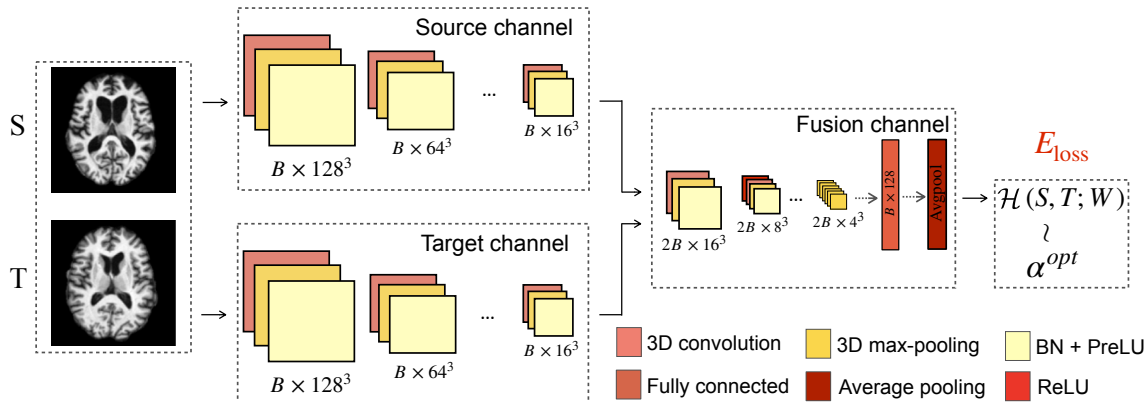 S
T
Source channel
B × 128³
B × 64³
...
B × 16³
Target channel
B × 128³
B × 64³
...
B × 16³
Fusion channel
2B × 16³
2B × 8³
...
2B × 4³
B × 128
Avgpool
E_loss
ℋ(S, T; W)
≀
α^opt
3D convolution
3D max-pooling
BN + PreLU
Fully connected
Average pooling
ReLU